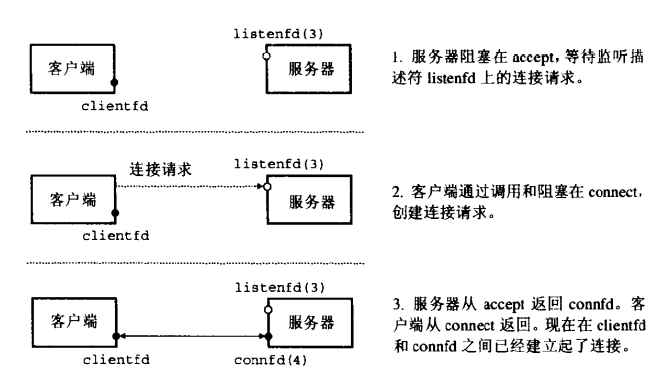 listenfd(3)
客户端
服务器
clientfd
1. 服务器阻塞在 accept，等待监听描
述符 listenfd 上的连接请求。
连接请求
listenfd(3)
客户端
服务器
clientfd
2. 客户端通过调用和阻塞在 connect，
创建连接请求。
listenfd(3)
客户端
服务器
clientfd
connfd(4)
3. 服务器从 accept 返回 connfd。客
户端从 connect 返回。现在在 clientfd
和 connfd 之间已经建立起了连接。